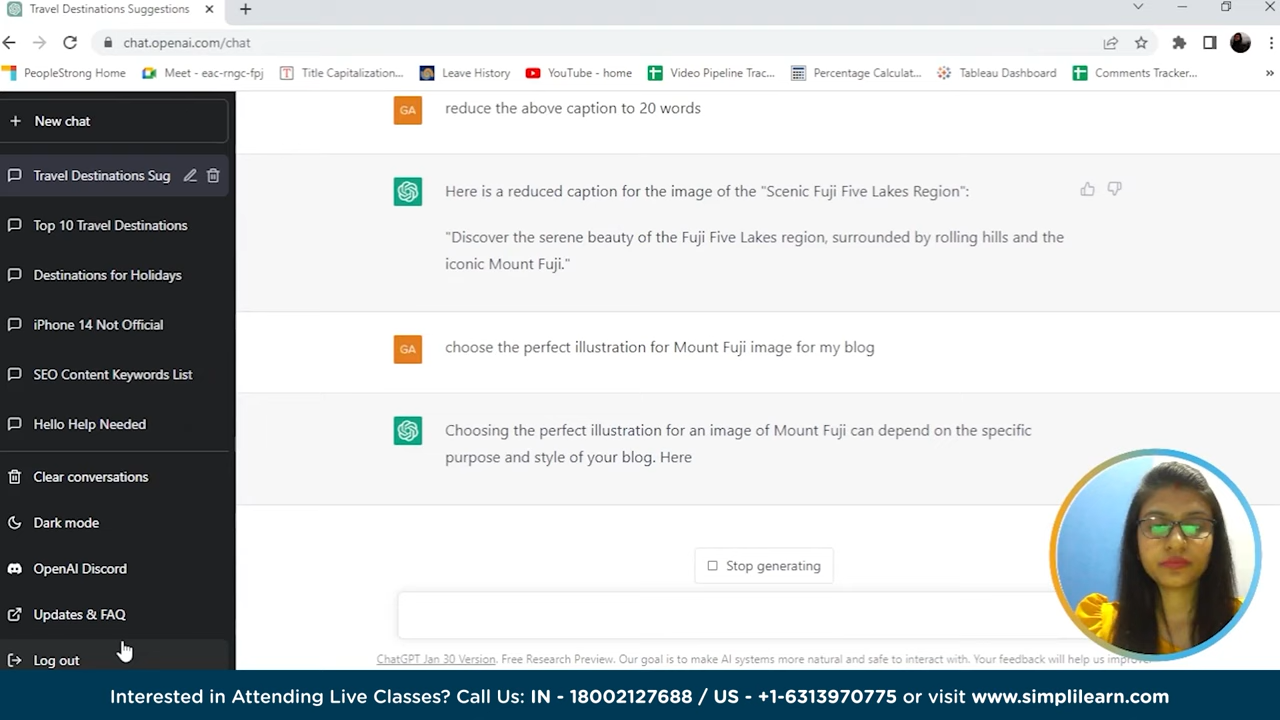 Travel Destinations Suggestions
chat.openai.com/chat
PeopleStrong Home
Meet - eac-rngc-fpj
Title Capitalization...
Leave History
YouTube - home
Video Pipeline Trac...
Percentage Calculat...
Tableau Dashboard
Comments Tracker...
New chat
Travel Destinations Sug
Top 10 Travel Destinations
Destinations for Holidays
iPhone 14 Not Official
SEO Content Keywords List
Hello Help Needed
Clear conversations
Dark mode
OpenAI Discord
Updates & FAQ
Log out
GA
reduce the above caption to 20 words
Here is a reduced caption for the image of the "Scenic Fuji Five Lakes Region":
"Discover the serene beauty of the Fuji Five Lakes region, surrounded by rolling hills and the
iconic Mount Fuji."
GA
choose the perfect illustration for Mount Fuji image for my blog
Choosing the perfect illustration for an image of Mount Fuji can depend on the specific
purpose and style of your blog. Here
Stop generating
ChatGPT Jan 30 Version. Free Research Preview. Our goal is to make AI systems more natural and safe to interact with. Your feedback will help us
Interested in Attending Live Classes? Call Us: IN - 18002127688 / US - +1-6313970775 or visit www.simplilearn.com